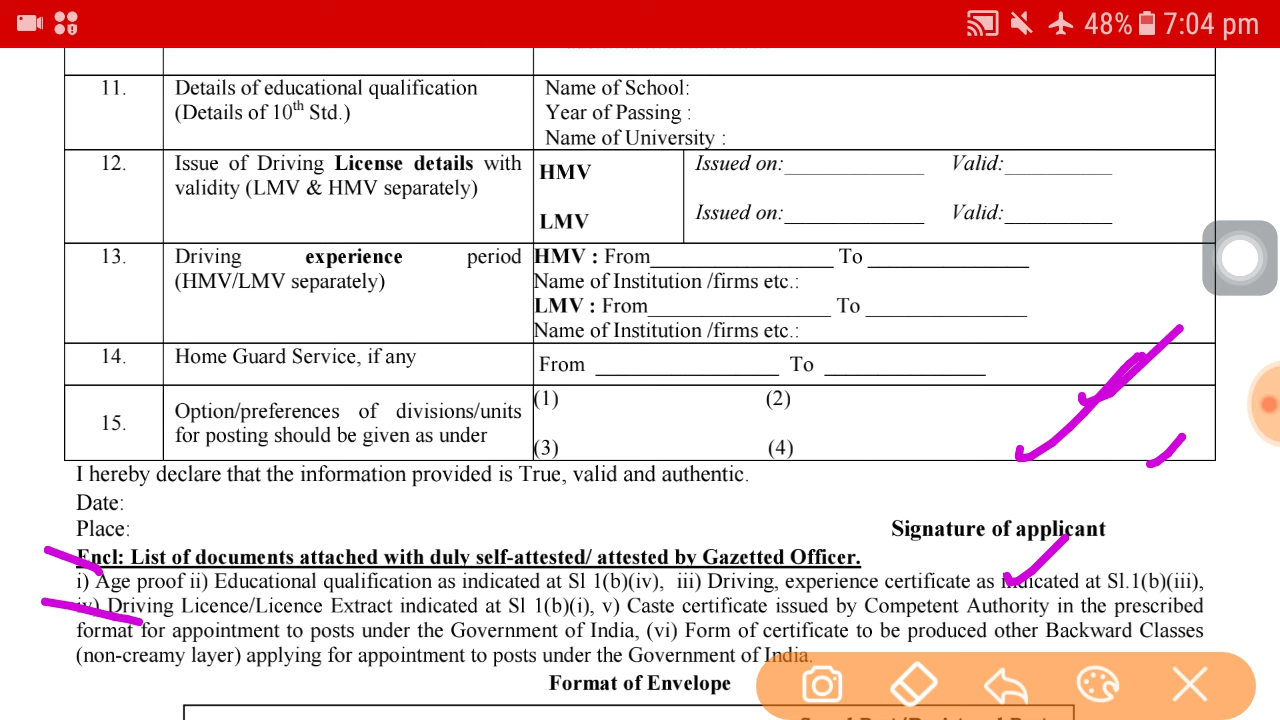 48% 7:04 pm
11. Details of educational qualification Name of School:
(Details of 10th Std.) Year of Passing :
Name of University :
12. Issue of Driving License details with HMV Issued on:____________ Valid:__________
validity (LMV & HMV separately)
LMV Issued on:____________ Valid:__________
13. Driving experience period HMV : From_________________ To _______________
(HMV/LMV separately) Name of Institution /firms etc.:
LMV : From_________________ To _______________
Name of Institution /firms etc.:
14. Home Guard Service, if any From _________________ To _______________
15. Option/preferences of divisions/units (1) (2)
for posting should be given as under (3) (4)
I hereby declare that the information provided is True, valid and authentic.
Date:
Place: Signature of applicant
Encl: List of documents attached with duly self-attested/ attested by Gazetted Officer.
i) Age proof ii) Educational qualification as indicated at Sl 1(b)(iv), iii) Driving, experience certificate as indicated at Sl.1(b)(iii),
iv) Driving Licence/Licence Extract indicated at Sl 1(b)(i), v) Caste certificate issued by Competent Authority in the prescribed
format for appointment to posts under the Government of India, (vi) Form of certificate to be produced other Backward Classes
(non-creamy layer) applying for appointment to posts under the Government of India.
Format of Envelope